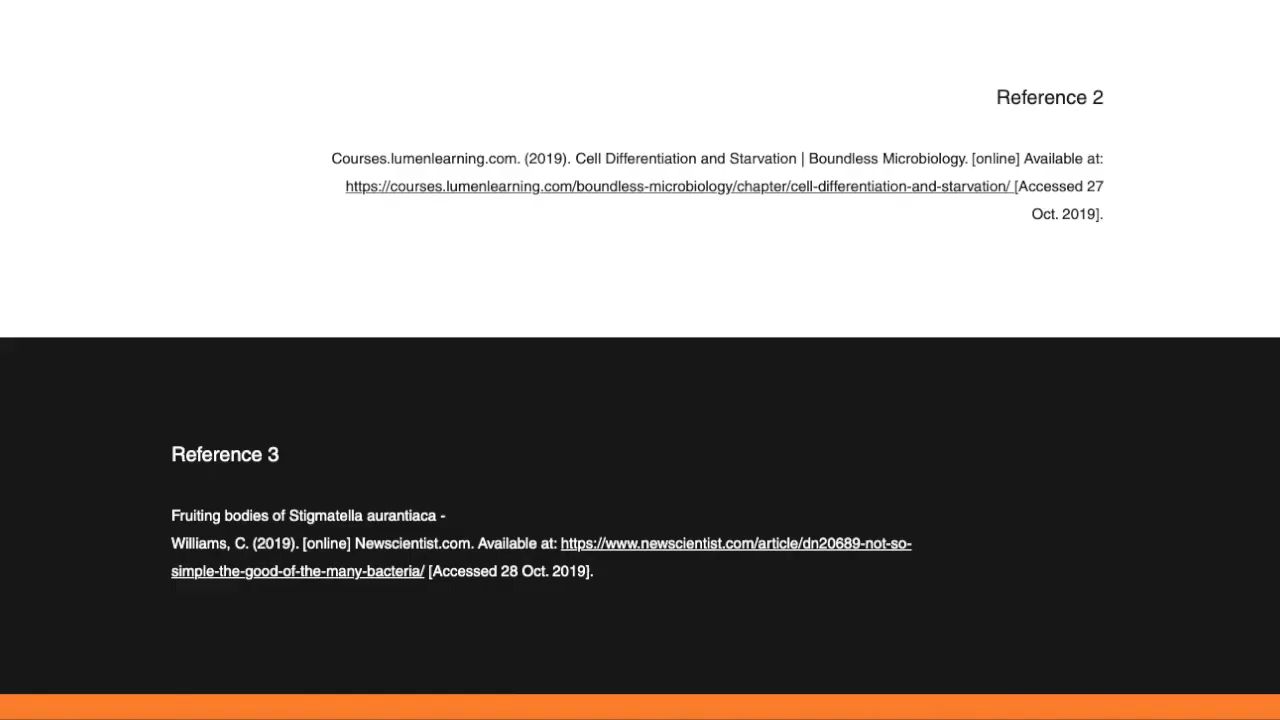 Reference 2
Courses.lumenlearning.com. (2019). Cell Differentiation and Starvation | Boundless Microbiology. [online] Available at:
https://courses.lumenlearning.com/boundless-microbiology/chapter/cell-differentiation-and-starvation/ [Accessed 27
Oct. 2019].
Reference 3
Fruiting bodies of Stigmatella aurantiaca -
Williams, C. (2019). [online] Newscientist.com. Available at: https://www.newscientist.com/article/dn20689-not-so-
simple-the-good-of-the-many-bacteria/ [Accessed 28 Oct. 2019].